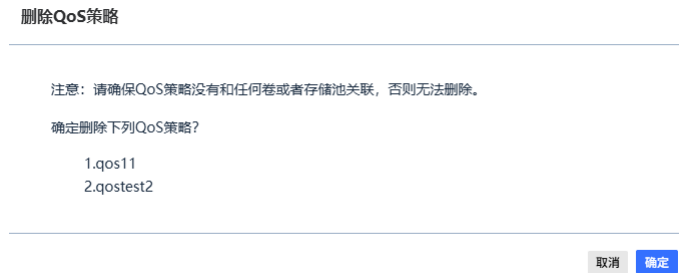 删除QoS策略
注意：请确保QoS策略没有和任何卷或者存储池关联，否则无法删除。
确定删除下列QoS策略？
1.qos11
2.qostest2
取消
确定